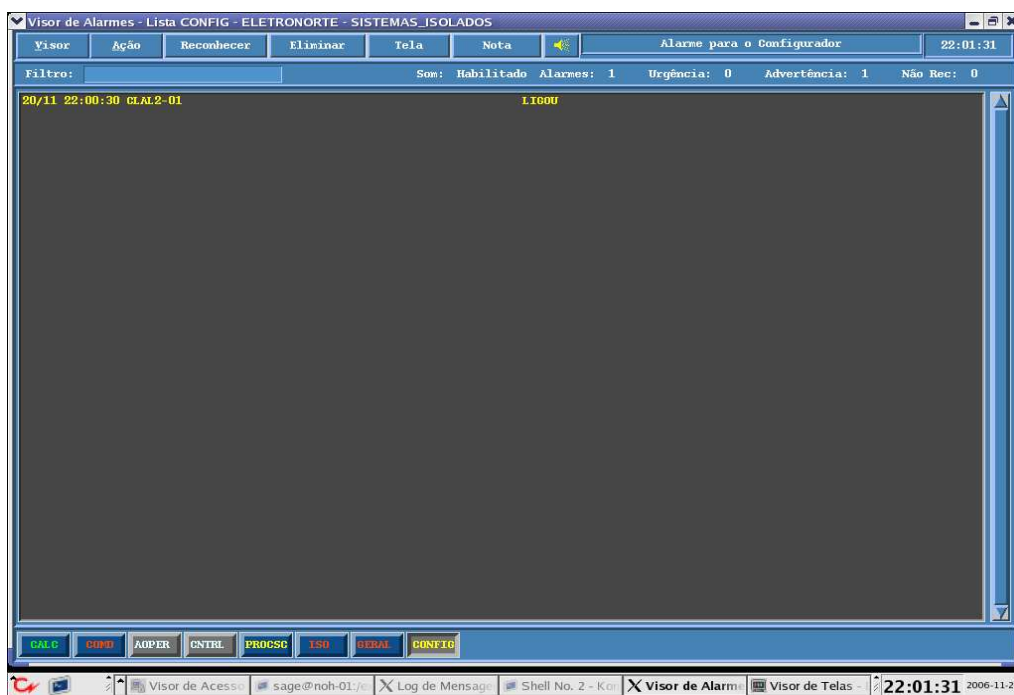 Visor de Alarmes - Lista CONFIG - ELETRONORTE - SISTEMAS_ISOLADOS
Visor Ação Reconhecer Eliminar Tela Nota Alarme para o Configurador 22:01:31
Filtro: Som: Habilitado Alarmes: 1 Urgência: 0 Advertência: 1 Não Rec: 0
20/11 22:00:30 CLAL2-01 LIGOU
CALC COMD AOPER CNTRL PROCSC ISO GERAL CONFIG
Visor de Acesso sage@noh-01:/ Log de Mensage Shell No. 2 - Ko Visor de Alarme Visor de Telas - 22:01:31 2006-11-2